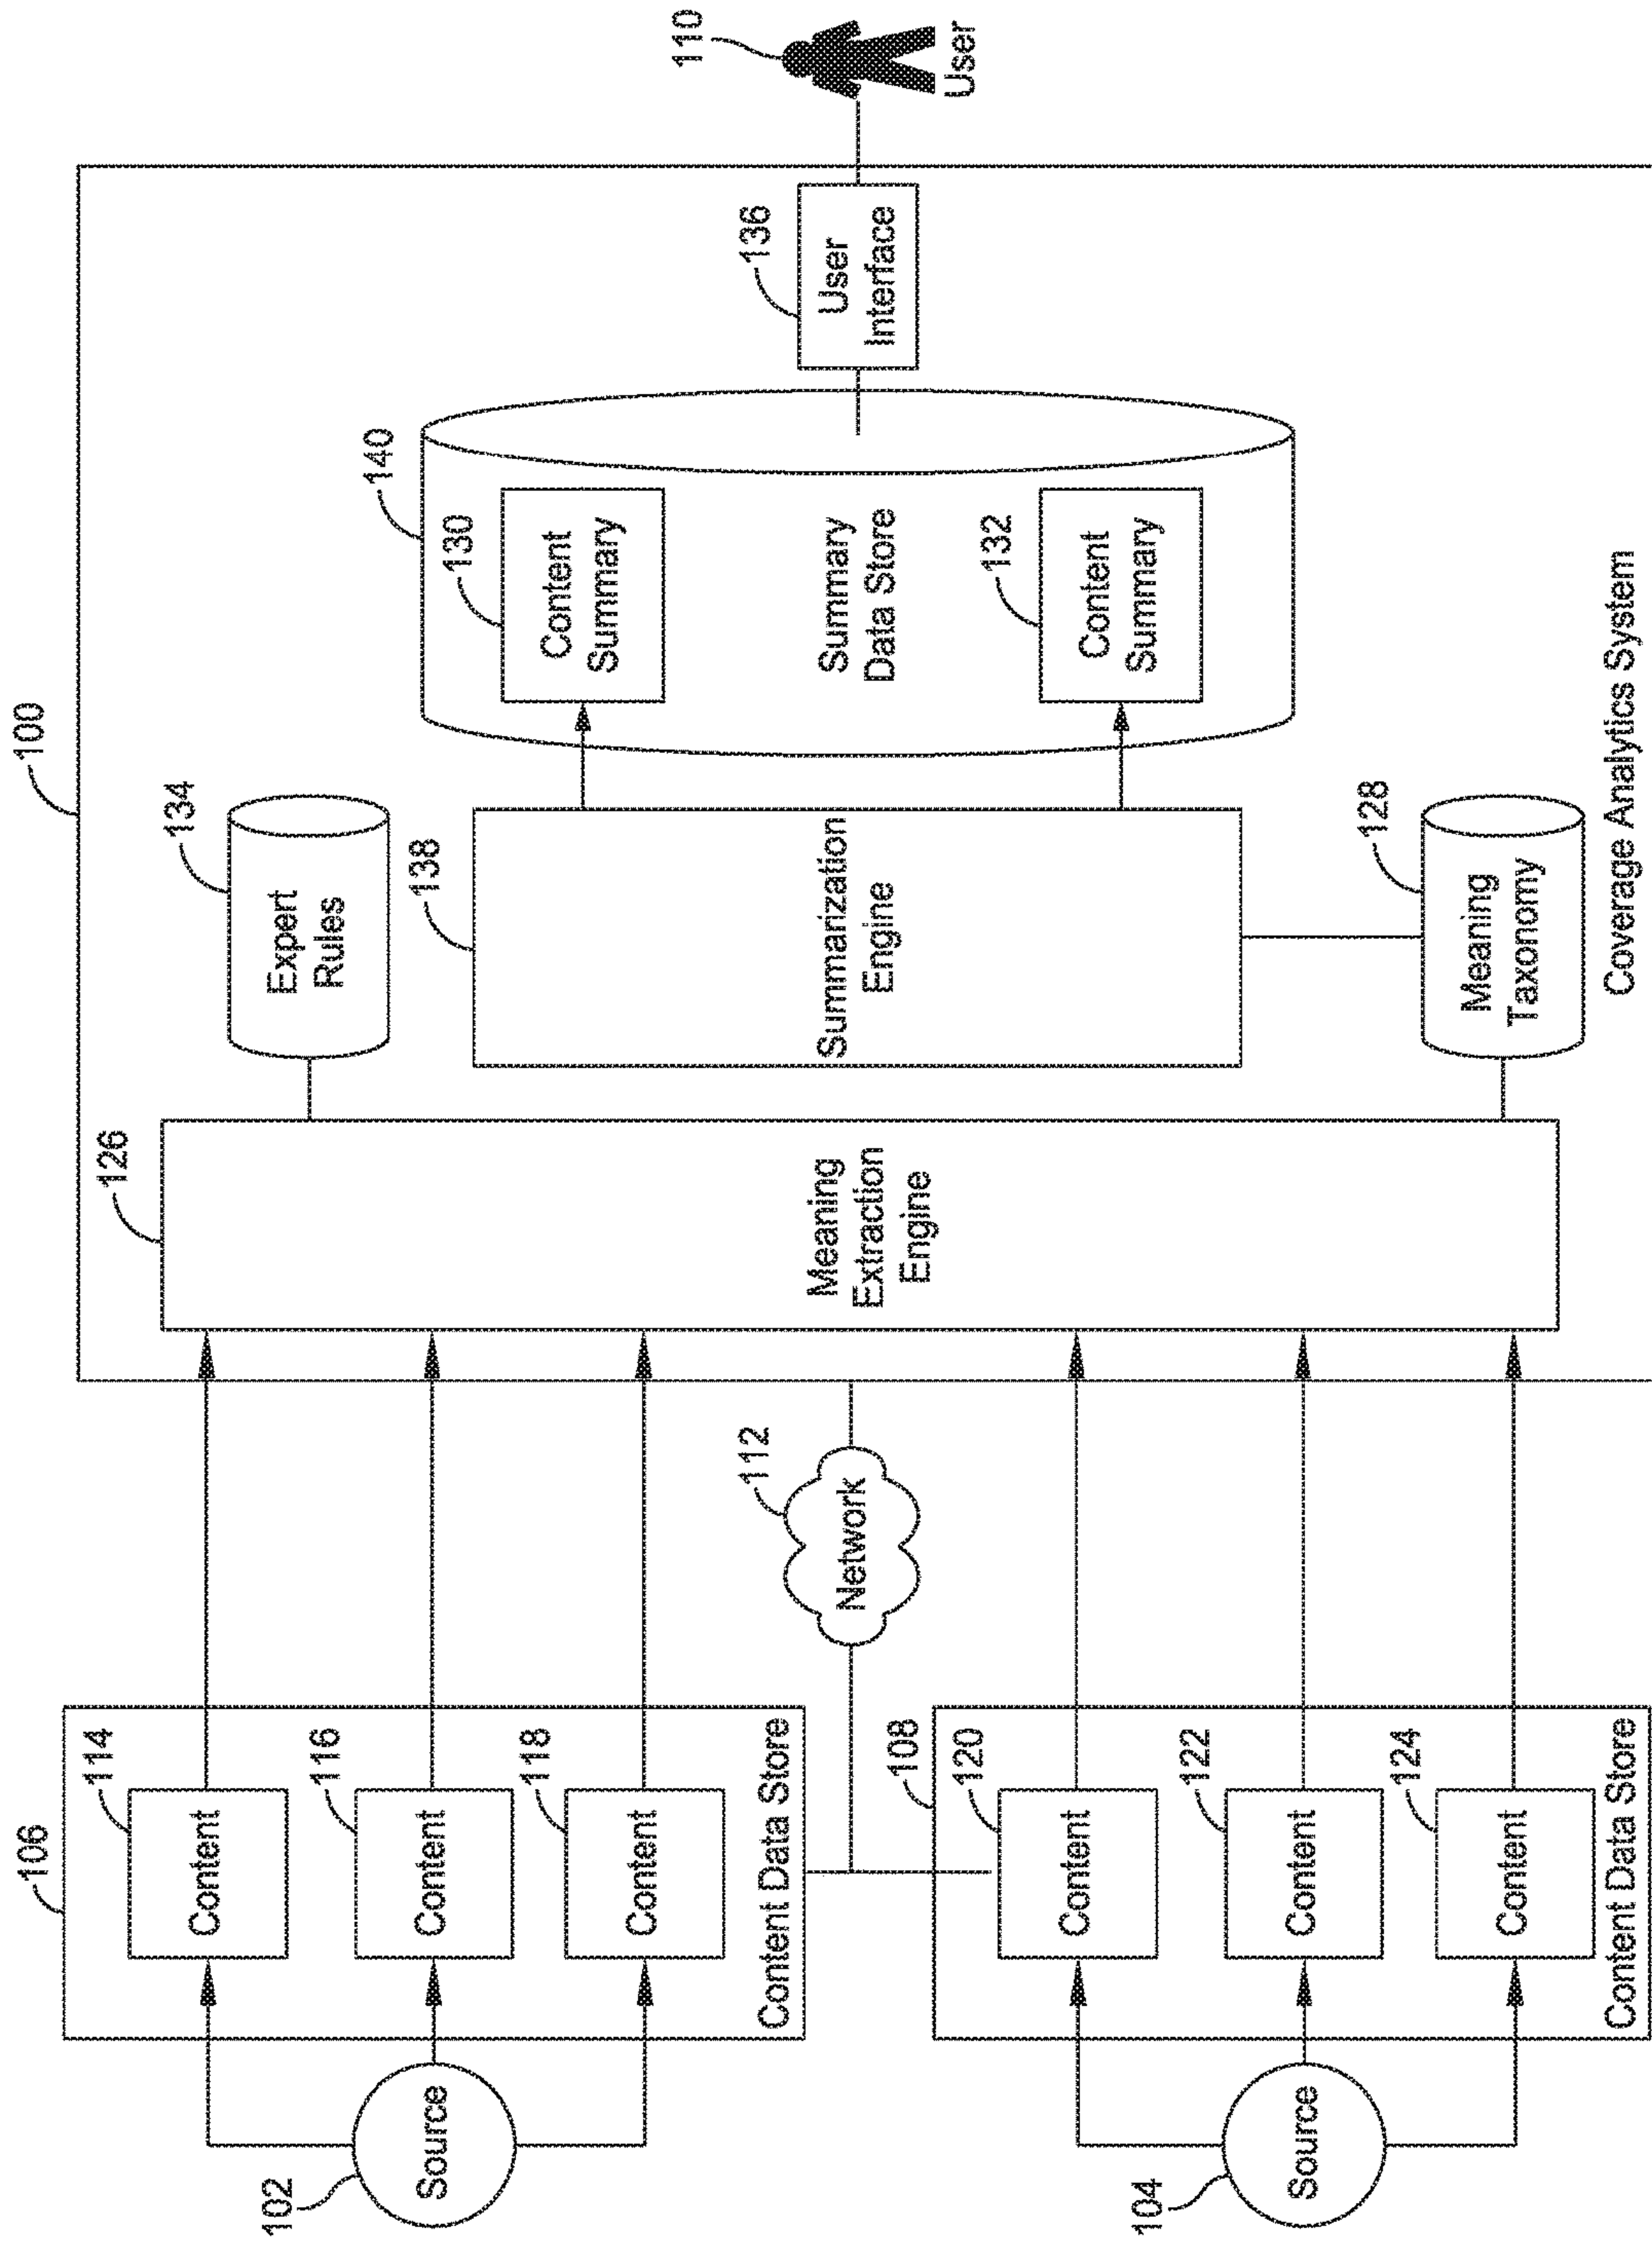 106
114
Content
116
Content
118
Content
Content Data Store
102
Source
108
120
Content
122
Content
124
Content
Content Data Store
104
Source
112
Network
100
126
Meaning
Extraction
Engine
134
Expert
Rules
138
Summarization
Engine
128
Meaning
Taxonomy
140
130
Content
Summary
Summary
Data Store
132
Content
Summary
136
User
Interface
Coverage Analytics System
110
User